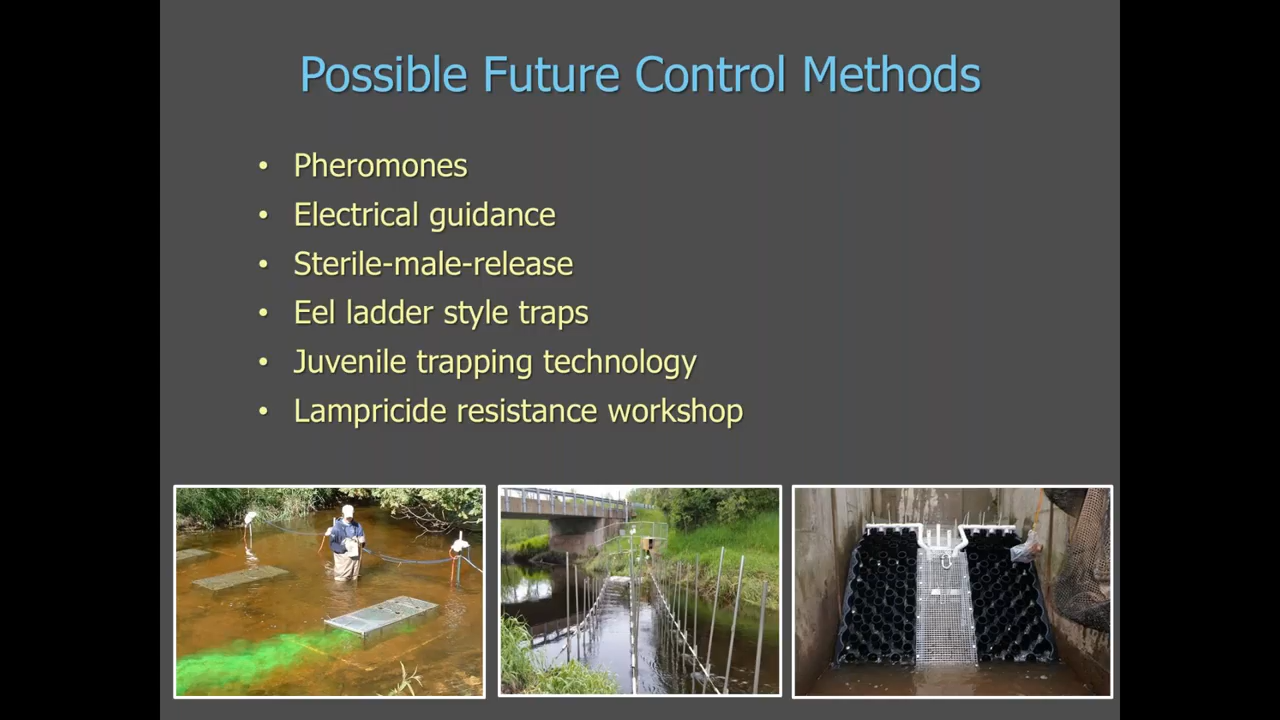 Possible Future Control Methods
• Pheromones
• Electrical guidance
• Sterile-male-release
• Eel ladder style traps
• Juvenile trapping technology
• Lampricide resistance workshop